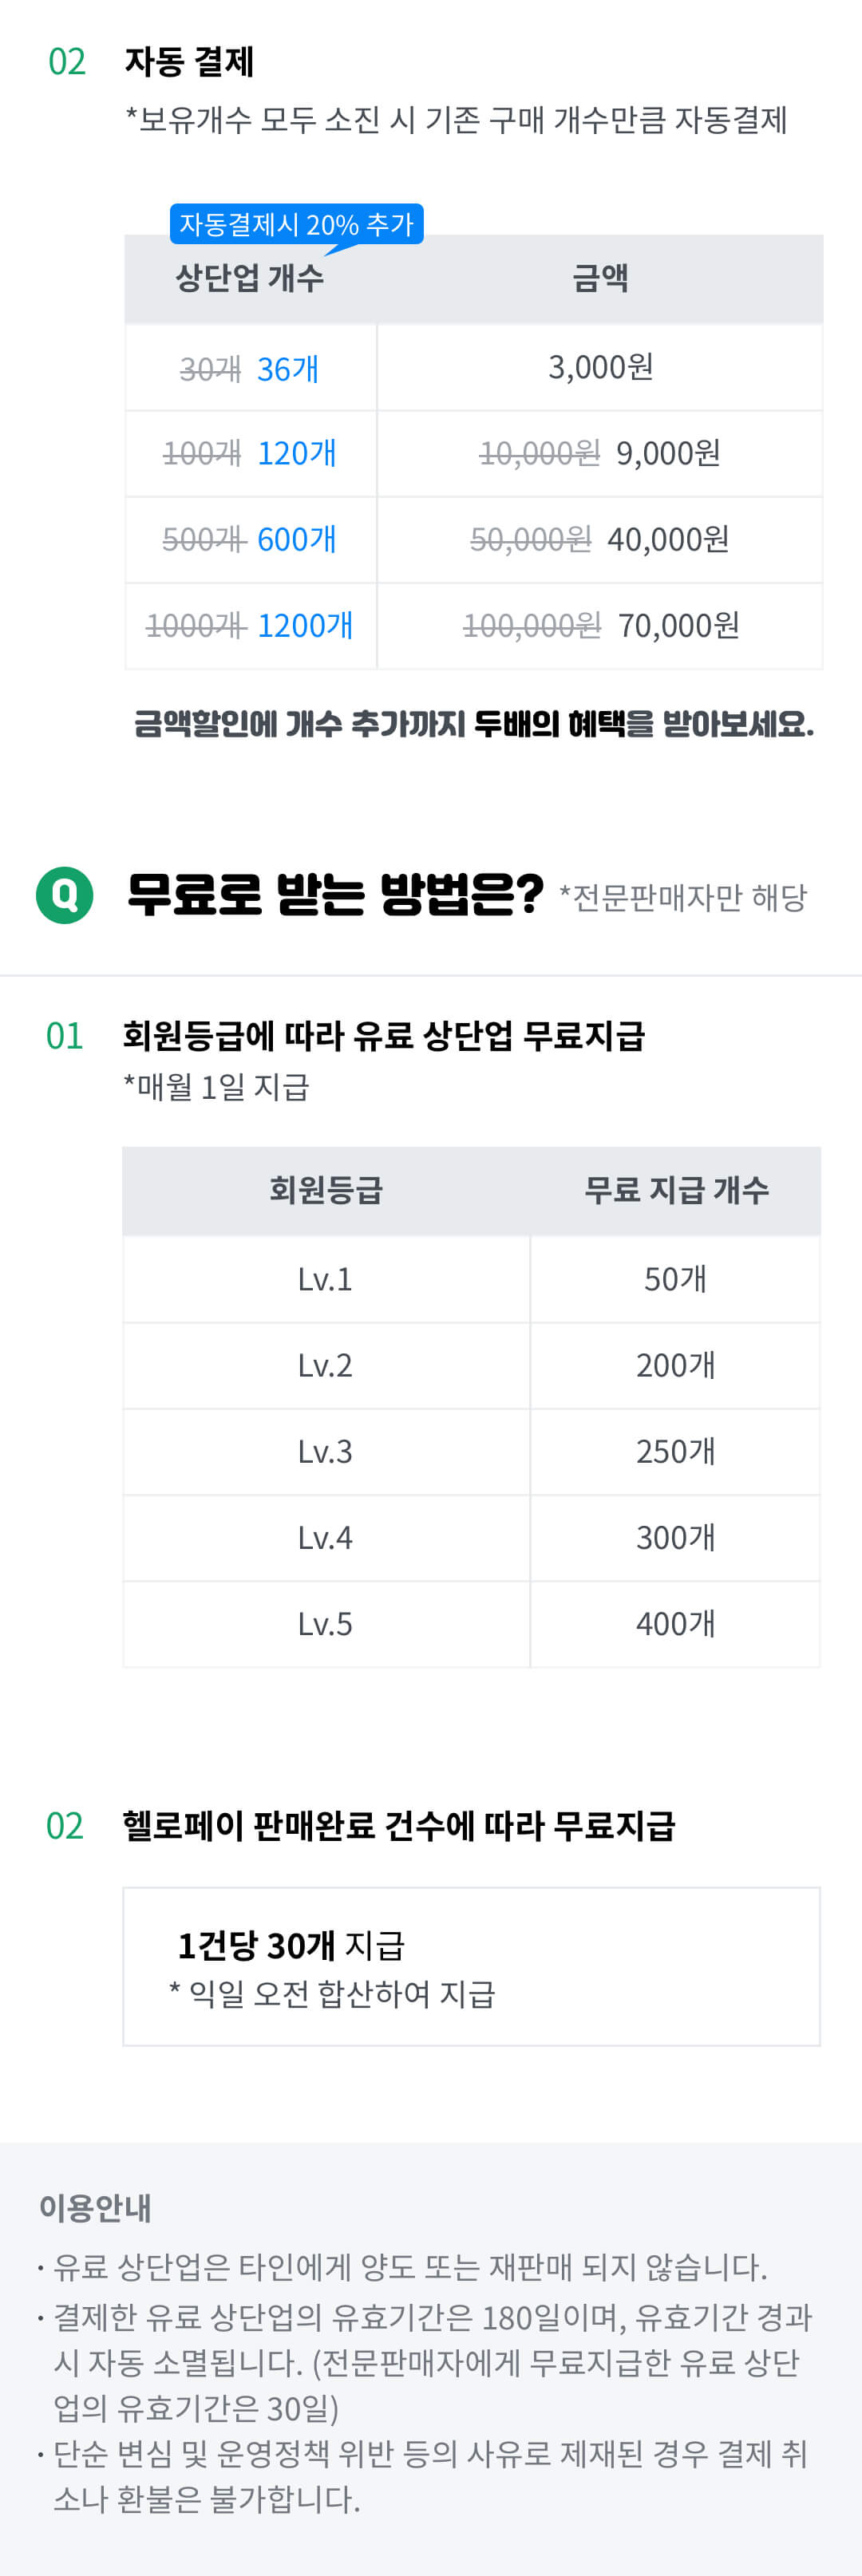 02 자동 결제
*보유개수 모두 소진 시 기존 구매 개수만큼 자동결제
자동결제시 20% 추가
상단업 개수 금액
30개 36개 3,000원
100개 120개 10,000원 9,000원
500개 600개 50,000원 40,000원
1000개 1200개 100,000원 70,000원
금액할인에 개수 추가까지 두배의 혜택을 받아보세요.
Q 무료로 받는 방법은? *전문판매자만 해당
01 회원등급에 따라 유료 상단업 무료지급
*매월 1일 지급
회원등급 무료 지급 개수
Lv.1 50개
Lv.2 200개
Lv.3 250개
Lv.4 300개
Lv.5 400개
02 헬로페이 판매완료 건수에 따라 무료지급
1건당 30개 지급
* 익일 오전 합산하여 지급
이용안내
· 유료 상단업은 타인에게 양도 또는 재판매 되지 않습니다.
· 결제한 유료 상단업의 유효기간은 180일이며, 유효기간 경과
시 자동 소멸됩니다. (전문판매자에게 무료지급한 유료 상단
업의 유효기간은 30일)
· 단순 변심 및 운영정책 위반 등의 사유로 제재된 경우 결제 취
소나 환불은 불가합니다.